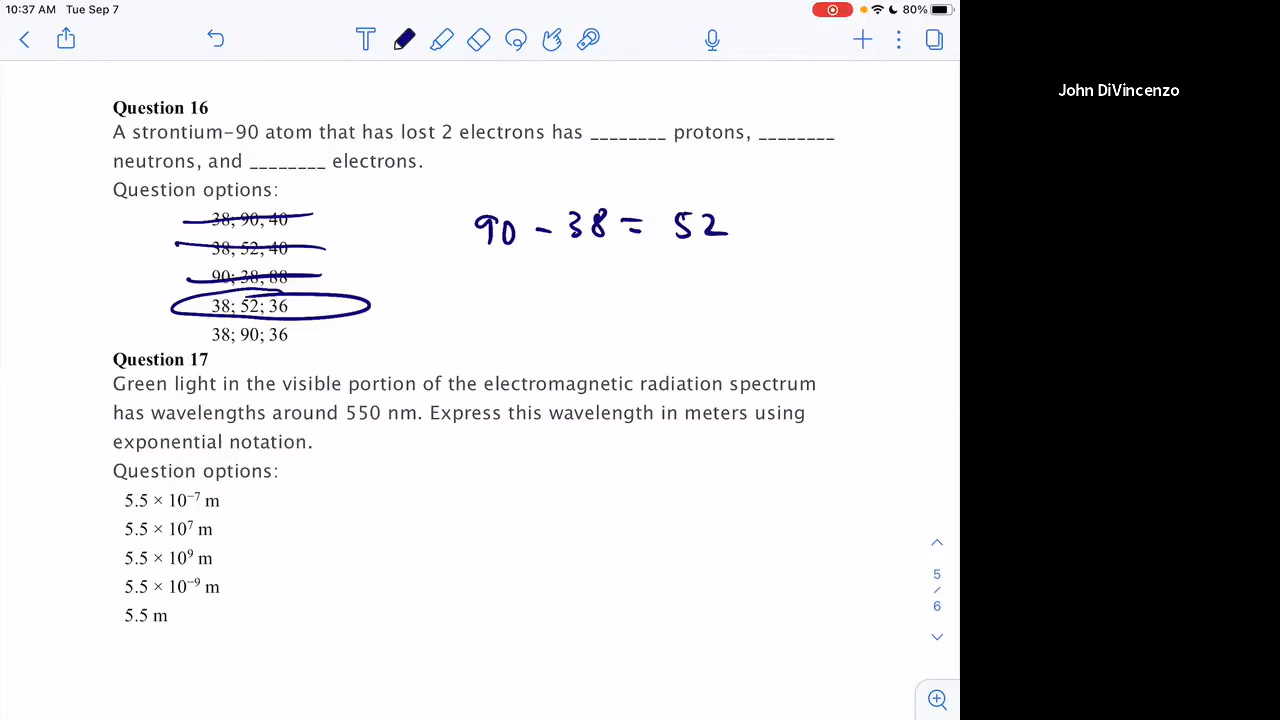 10:37 AM Tue Sep 7
80%
John DiVincenzo
Question 16
A strontium-90 atom that has lost 2 electrons has ________ protons, ________
neutrons, and ________ electrons.
Question options:
38; 90; 40
38; 52; 40
90; 38; 88
38; 52; 36
38; 90; 36
90 - 38 = 52
Question 17
Green light in the visible portion of the electromagnetic radiation spectrum
has wavelengths around 550 nm. Express this wavelength in meters using
exponential notation.
Question options:
5.5 × 10⁻⁷ m
5.5 × 10⁷ m
5.5 × 10⁹ m
5.5 × 10⁻⁹ m
5.5 m
5
/
6